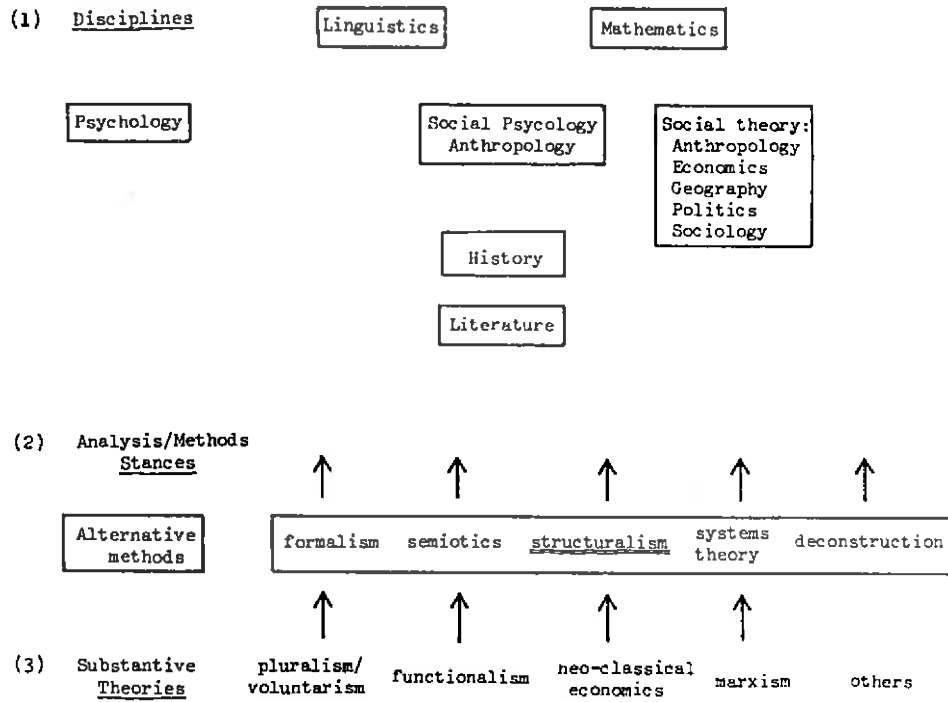 (1) Disciplines
Linguistics
Mathematics
Psychology
Social Psycology
Anthropology
Social theory:
Anthropology
Economics
Geography
Politics
Sociology
History
Literature
(2) Analysis/Methods
Stances
Alternative
methods
formalism
semiotics
structuralism
systems
theory
deconstruction
(3) Substantive
Theories
pluralism/
voluntarism
functionalism
neo-classical
economics
marxism
others